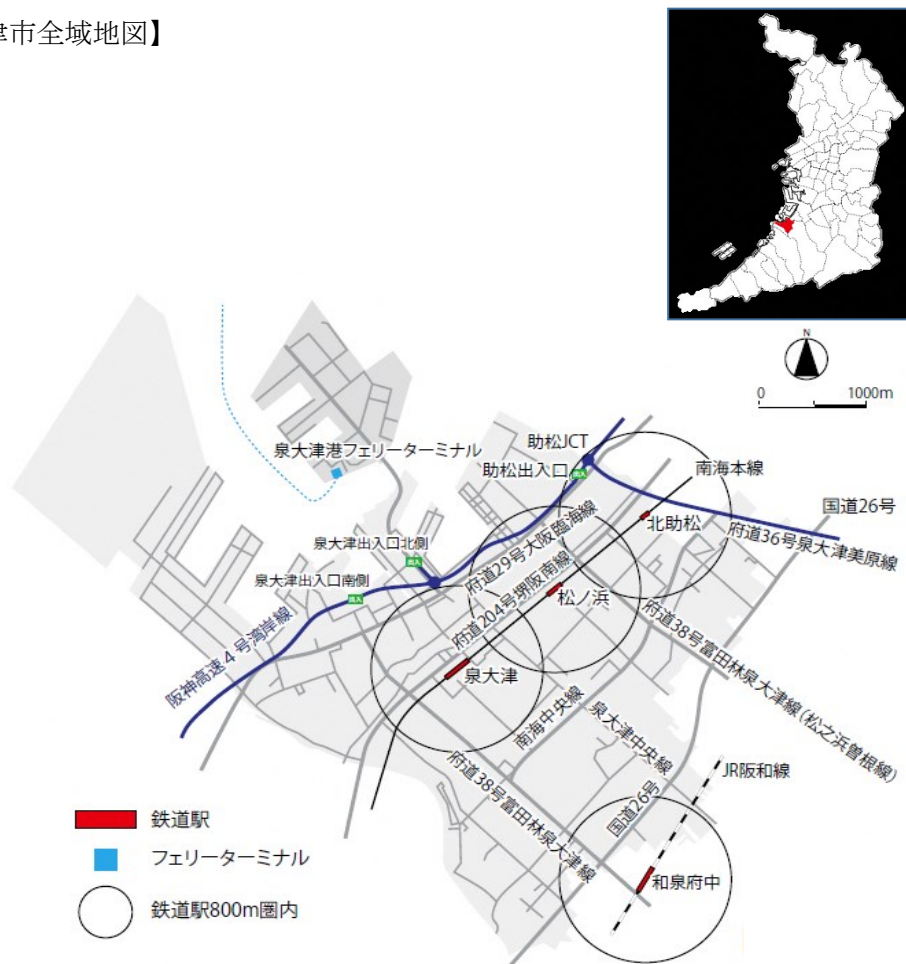 津市全域地図】
N
0 1000m
助松JCT
南海本線
泉大津港フェリーターミナル
助松出入口
出入
国道26号
北助松
府道36号泉大津美原線
泉大津出入口北側
府道29号大阪臨海線
出入
泉大津出入口南側
出入
松ノ浜
府道204号堺阪南線
府道38号富田林泉大津線(松之浜曽根線)
阪神高速4号湾岸線
泉大津
南海中央線
泉大津中央線
JR阪和線
府道38号富田林泉大津線
国道26号
和泉府中
鉄道駅
フェリーターミナル
鉄道駅800m圏内